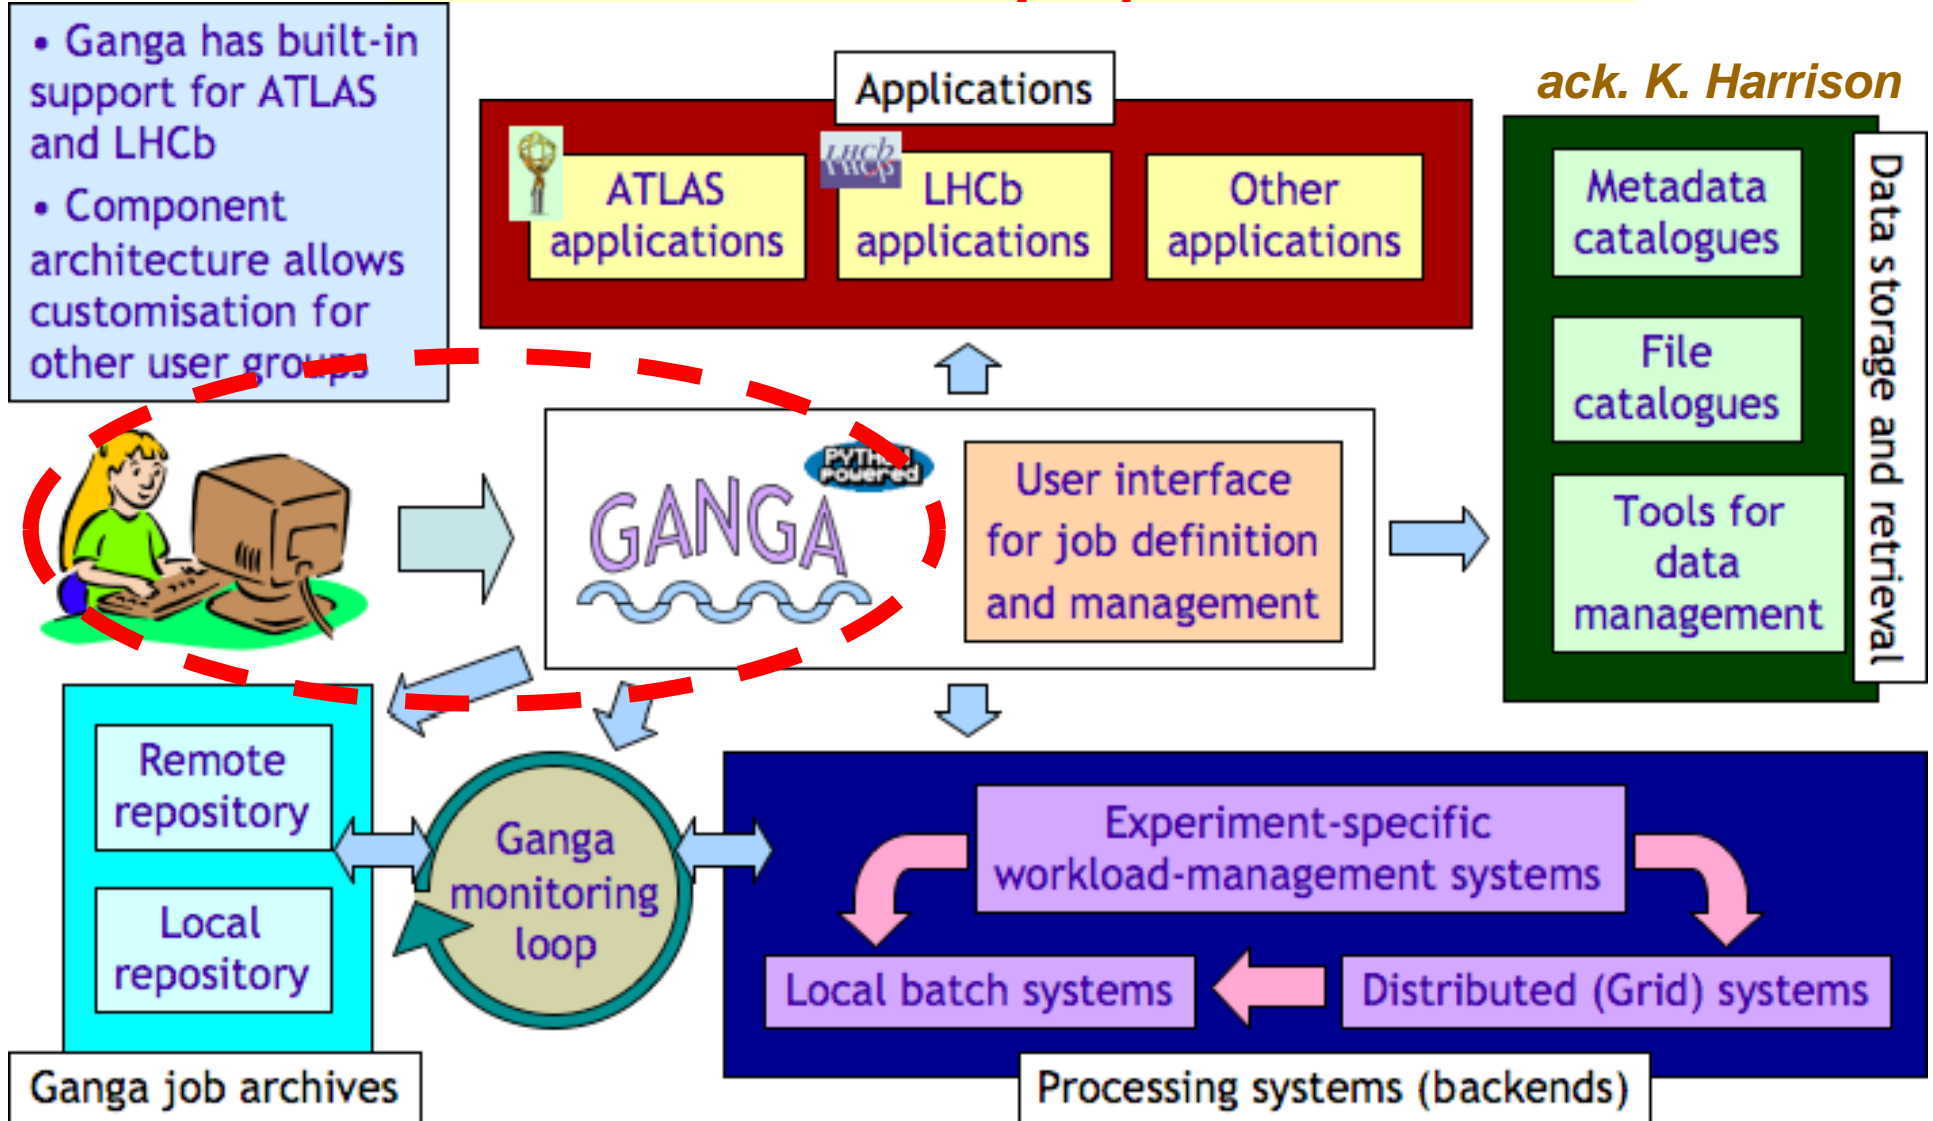 • Ganga has built-in
support for ATLAS
and LHCb
• Component
architecture allows
customisation for
other user groups
Applications
ack. K. Harrison
ATLAS
applications
LHCb
LHCb
applications
Other
applications
Metadata
catalogues
File
catalogues
Tools for
data
management
Data storage and retrieval
PYTHON
Powered
GANGA
User interface
for job definition
and management
Remote
repository
Local
repository
Ganga job archives
Ganga
monitoring
loop
Experiment-specific
workload-management systems
Local batch systems
Distributed (Grid) systems
Processing systems (backends)